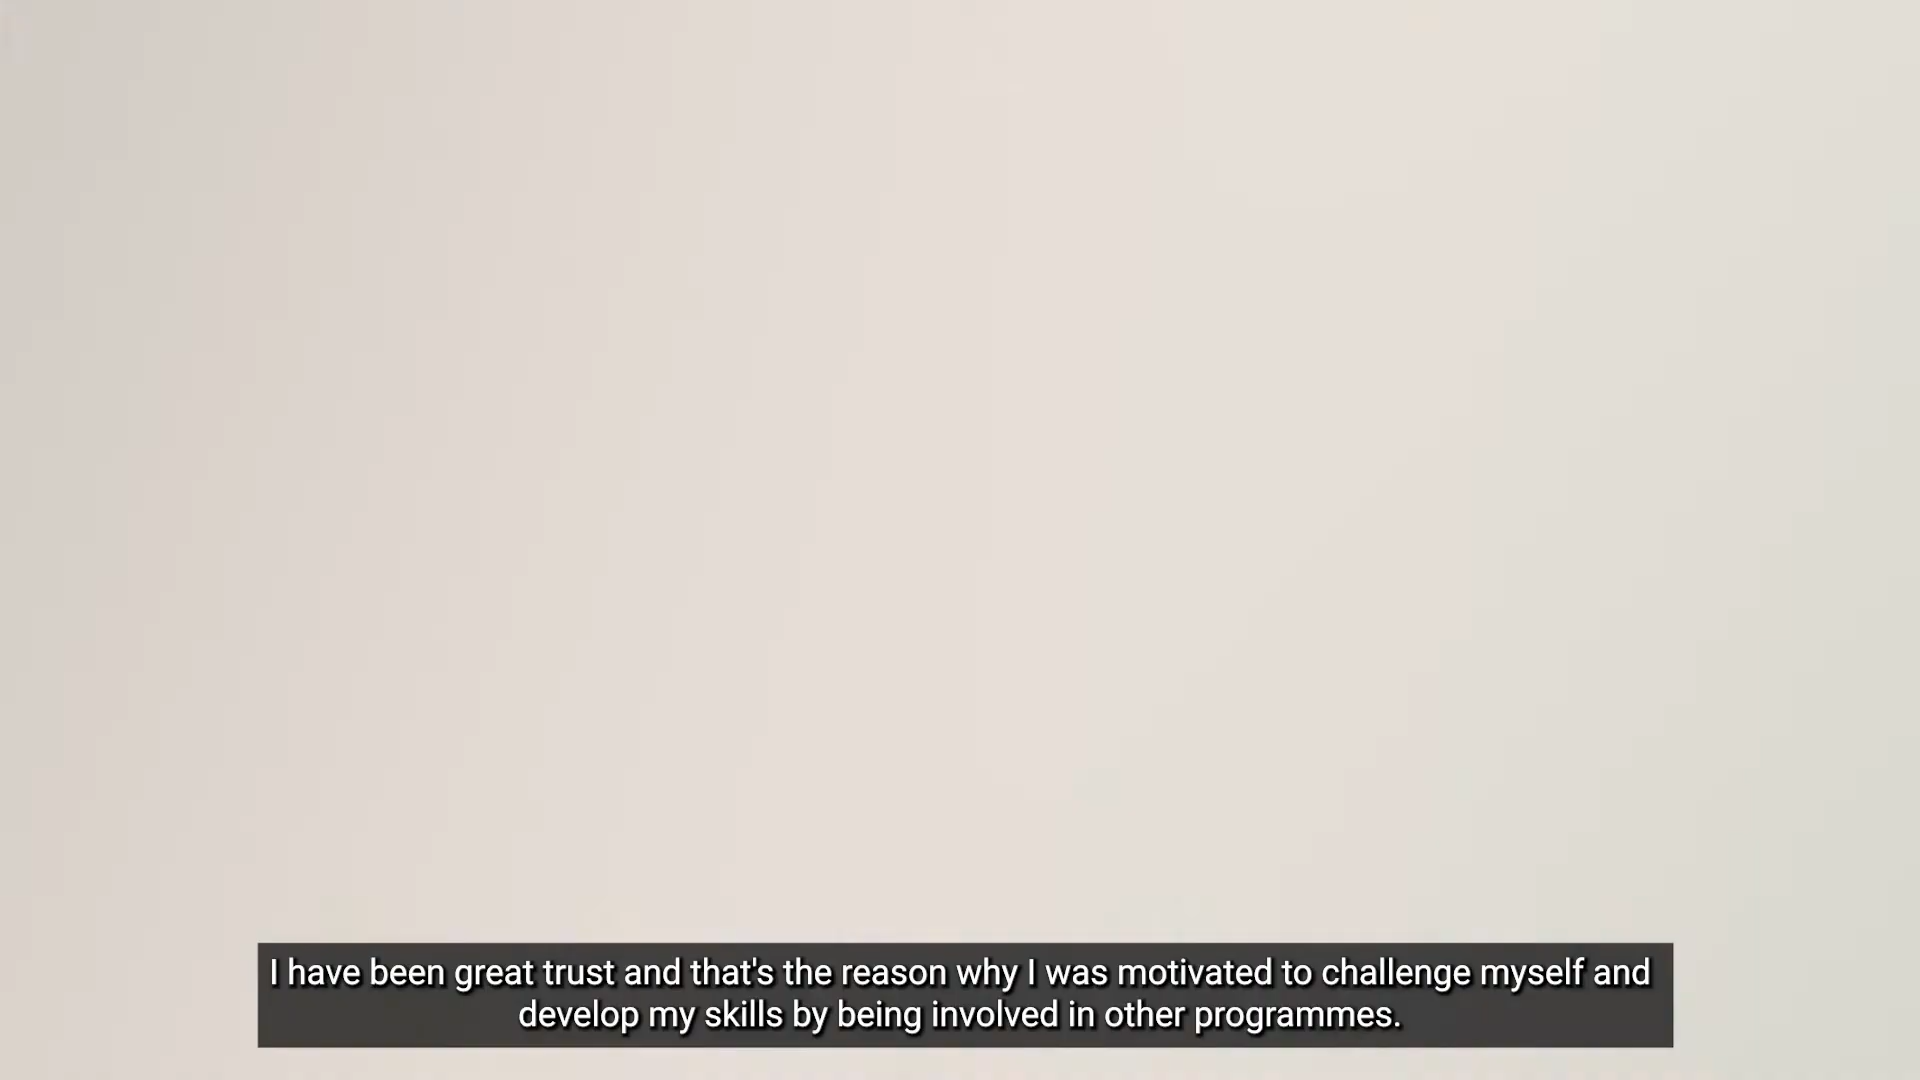 I have been great trust and that's the reason why I was motivated to challenge myself and
develop my skills by being involved in other programmes.